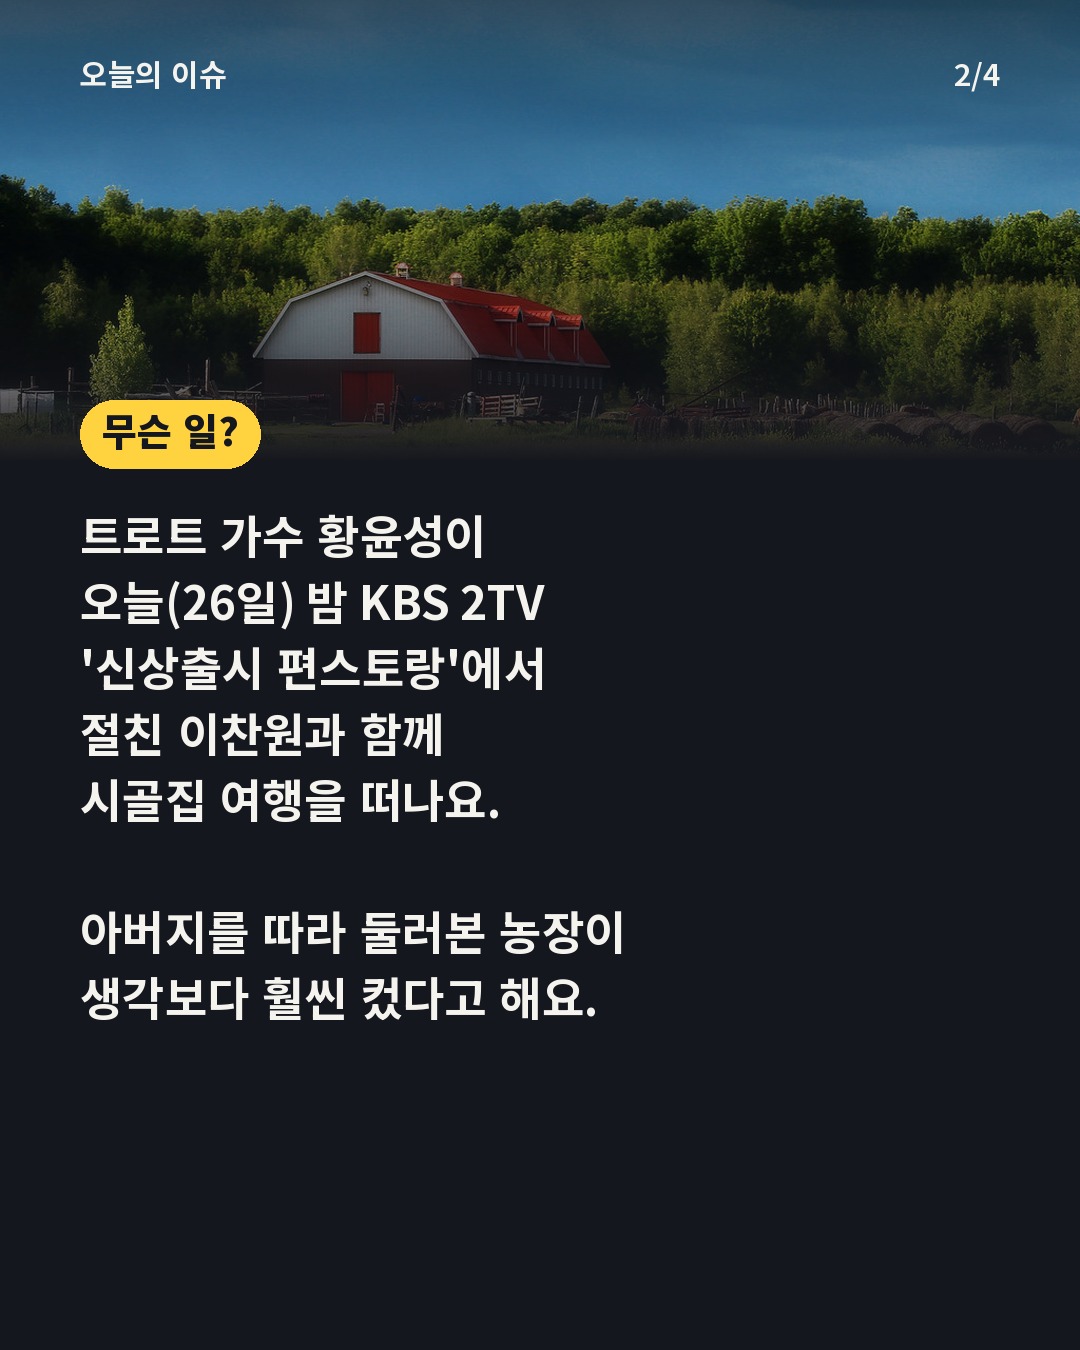 오늘의 이슈
2/4
무슨 일?
트로트 가수 황윤성이
오늘(26일) 밤 KBS 2TV
'신상출시 편스토랑'에서
절친 이찬원과 함께
시골집 여행을 떠나요.
아버지를 따라 둘러본 농장이
생각보다 훨씬 컸다고 해요.